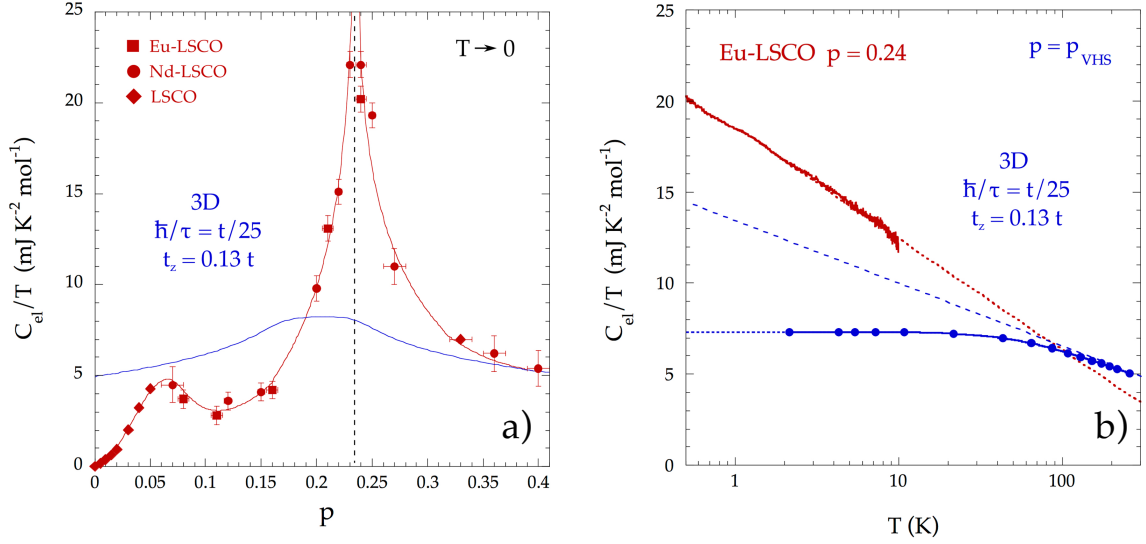 25
20
15
10
5
0
C_el/T (mJ K⁻² mol⁻¹)
Eu-LSCO
Nd-LSCO
LSCO
T → 0
3D
ħ/τ = t/25
t_z = 0.13 t
a)
0 0.05 0.1 0.15 0.2 0.25 0.3 0.35 0.4
p
25
20
15
10
5
0
C_el/T (mJ K⁻² mol⁻¹)
Eu-LSCO p = 0.24
p = p_VHS
3D
ħ/τ = t/25
t_z = 0.13 t
b)
1 10 100
T (K)